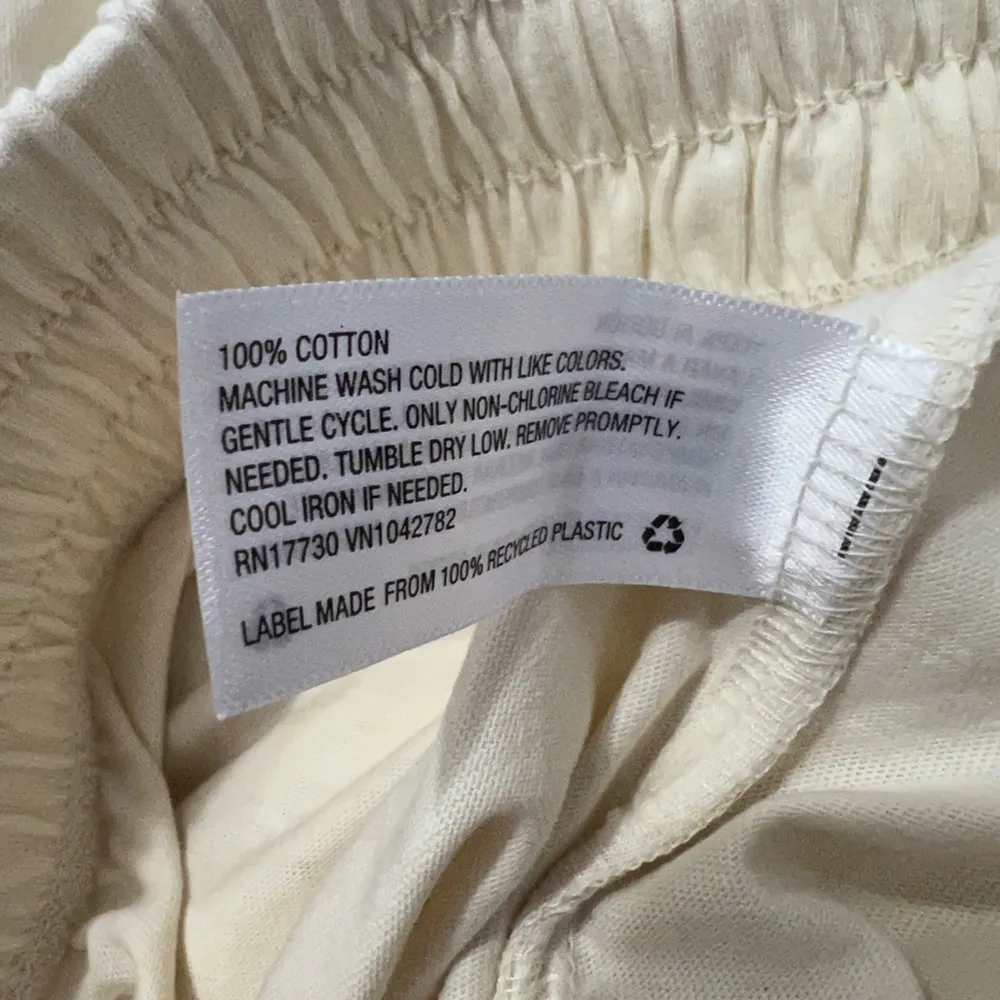 100% COTTON
MACHINE WASH COLD WITH LIKE COLORS.
GENTLE CYCLE. ONLY NON-CHLORINE BLEACH IF
NEEDED. TUMBLE DRY LOW. REMOVE PROMPTLY.
COOL IRON IF NEEDED.
RN17730 VN1042782
LABEL MADE FROM 100% RECYCLED PLASTIC